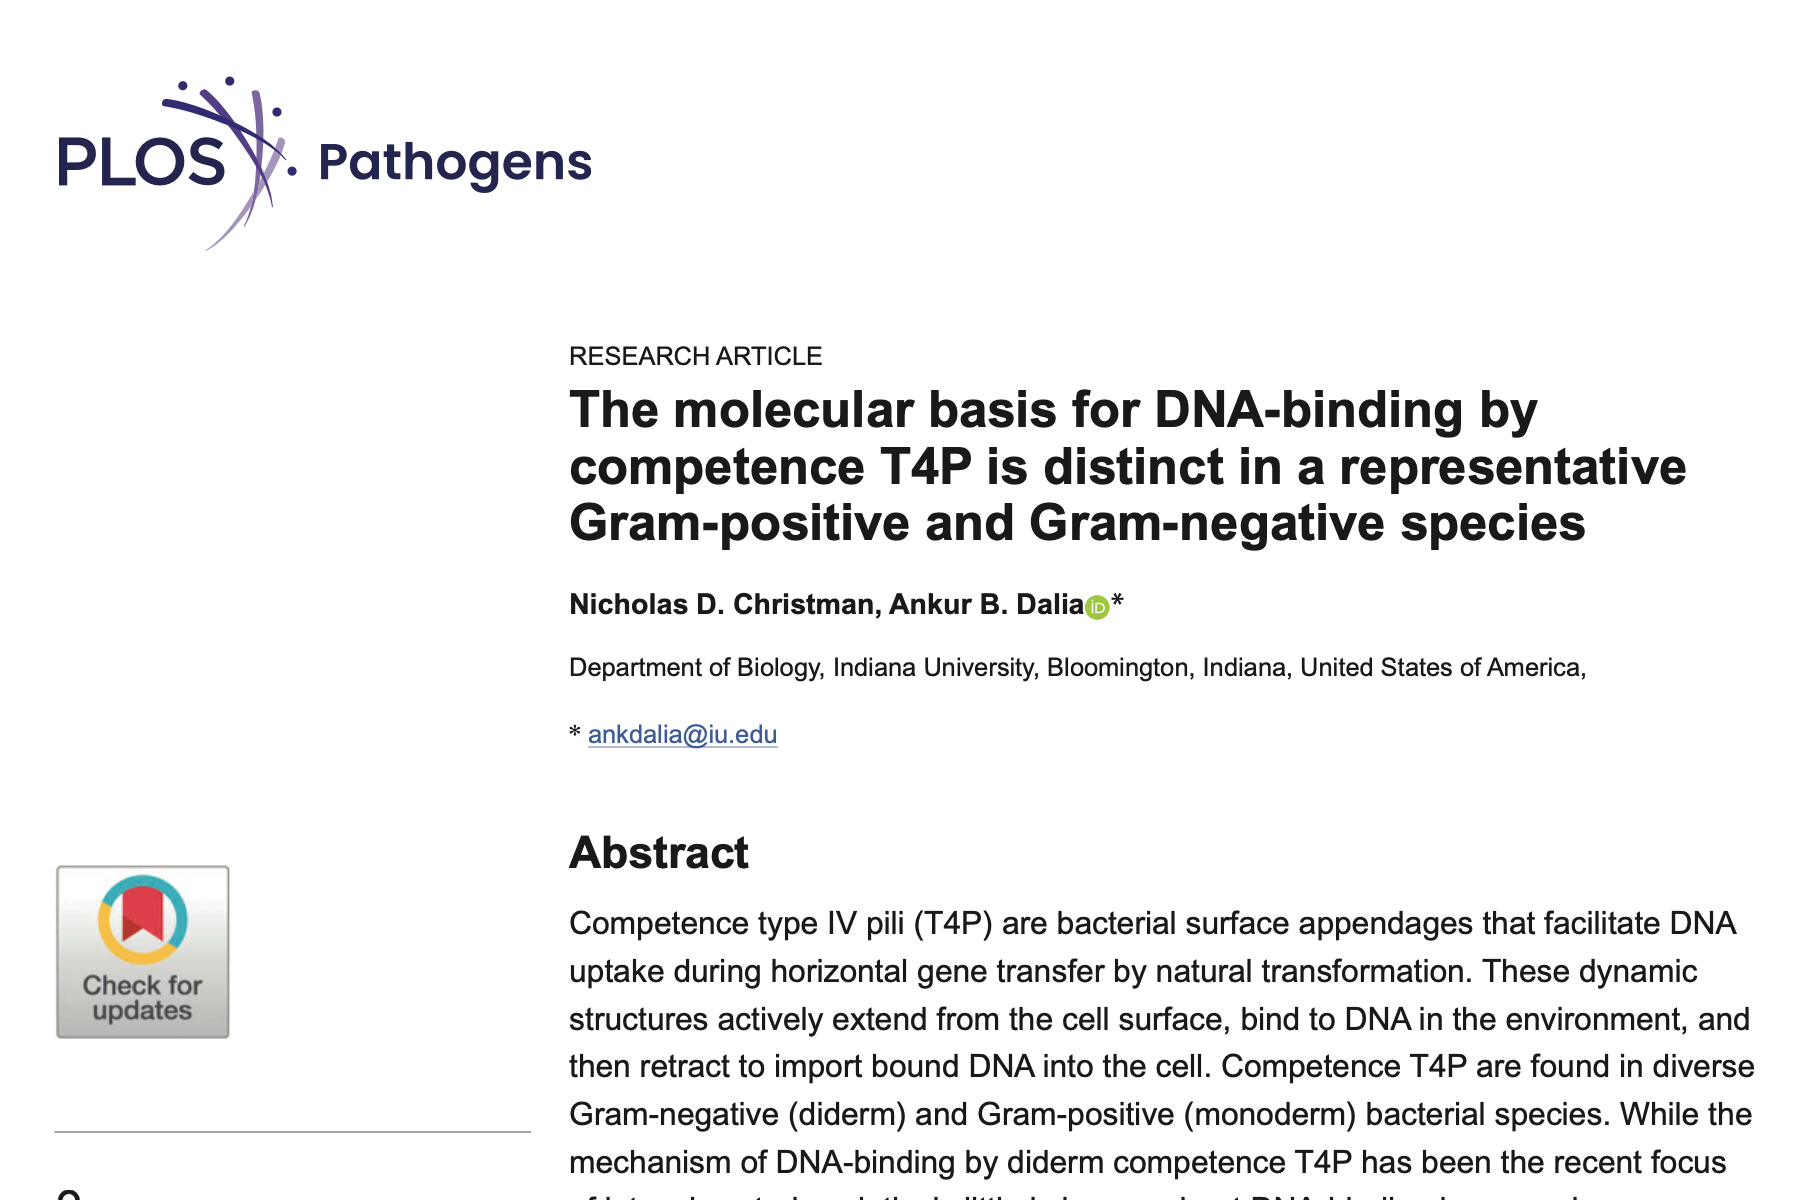 PLOS Pathogens
RESEARCH ARTICLE
The molecular basis for DNA-binding by
competence T4P is distinct in a representative
Gram-positive and Gram-negative species
Nicholas D. Christman, Ankur B. Dalia iD *
Department of Biology, Indiana University, Bloomington, Indiana, United States of America,
* ankdalia@iu.edu
Check for
updates
Abstract
Competence type IV pili (T4P) are bacterial surface appendages that facilitate DNA
uptake during horizontal gene transfer by natural transformation. These dynamic
structures actively extend from the cell surface, bind to DNA in the environment, and
then retract to import bound DNA into the cell. Competence T4P are found in diverse
Gram-negative (diderm) and Gram-positive (monoderm) bacterial species. While the
mechanism of DNA-binding by diderm competence T4P has been the recent focus